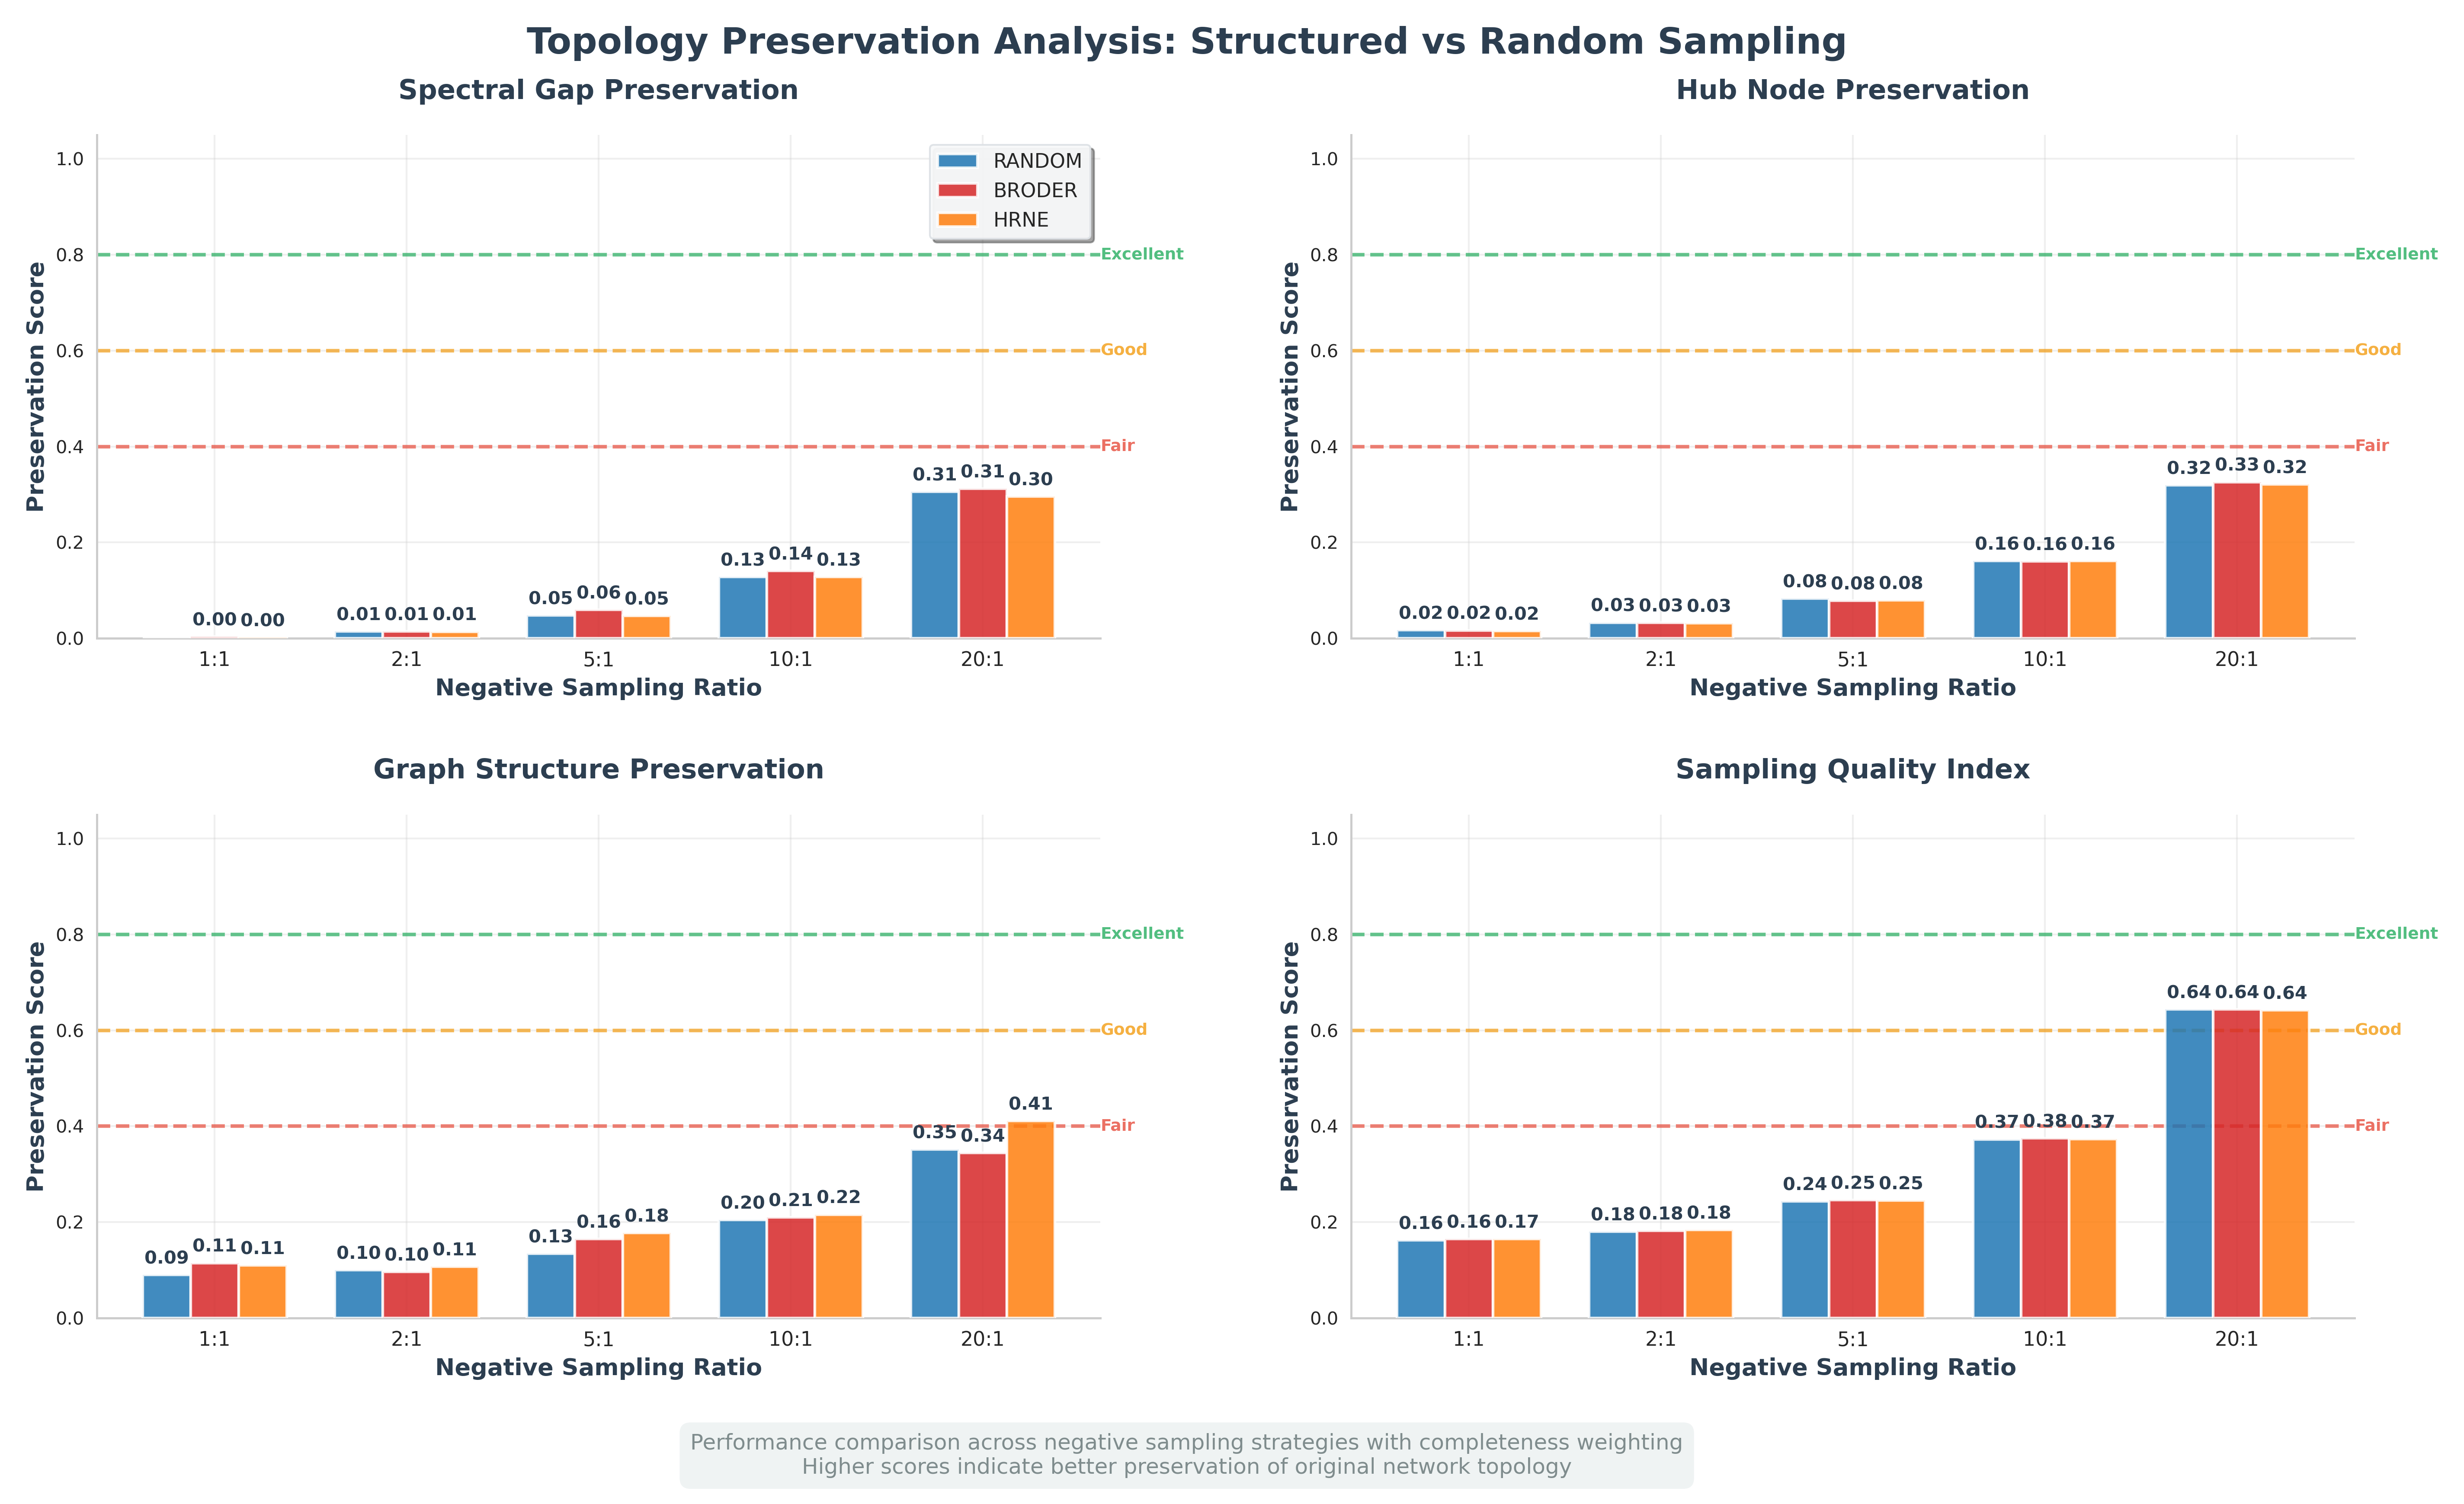 Topology Preservation Analysis: Structured vs Random Sampling
Spectral Gap Preservation
Preservation Score
1.0
0.8
0.6
0.4
0.2
0.0
RANDOM
BRODER
HRNE
Excellent
Good
Fair
0.00 0.00
0.01 0.01 0.01
0.05 0.06 0.05
0.13 0.14 0.13
0.31 0.31 0.30
1:1 2:1 5:1 10:1 20:1
Negative Sampling Ratio
Hub Node Preservation
Preservation Score
1.0
0.8
0.6
0.4
0.2
0.0
Excellent
Good
Fair
0.02 0.02 0.02
0.03 0.03 0.03
0.08 0.08 0.08
0.16 0.16 0.16
0.32 0.33 0.32
1:1 2:1 5:1 10:1 20:1
Negative Sampling Ratio
Graph Structure Preservation
Preservation Score
1.0
0.8
0.6
0.4
0.2
0.0
Excellent
Good
Fair
0.09 0.11 0.11
0.10 0.10 0.11
0.13 0.16 0.18
0.20 0.21 0.22
0.35 0.34 0.41
1:1 2:1 5:1 10:1 20:1
Negative Sampling Ratio
Sampling Quality Index
Preservation Score
1.0
0.8
0.6
0.4
0.2
0.0
Excellent
Good
Fair
0.16 0.16 0.17
0.18 0.18 0.18
0.24 0.25 0.25
0.37 0.38 0.37
0.64 0.64 0.64
1:1 2:1 5:1 10:1 20:1
Negative Sampling Ratio
Performance comparison across negative sampling strategies with completeness weighting
Higher scores indicate better preservation of original network topology